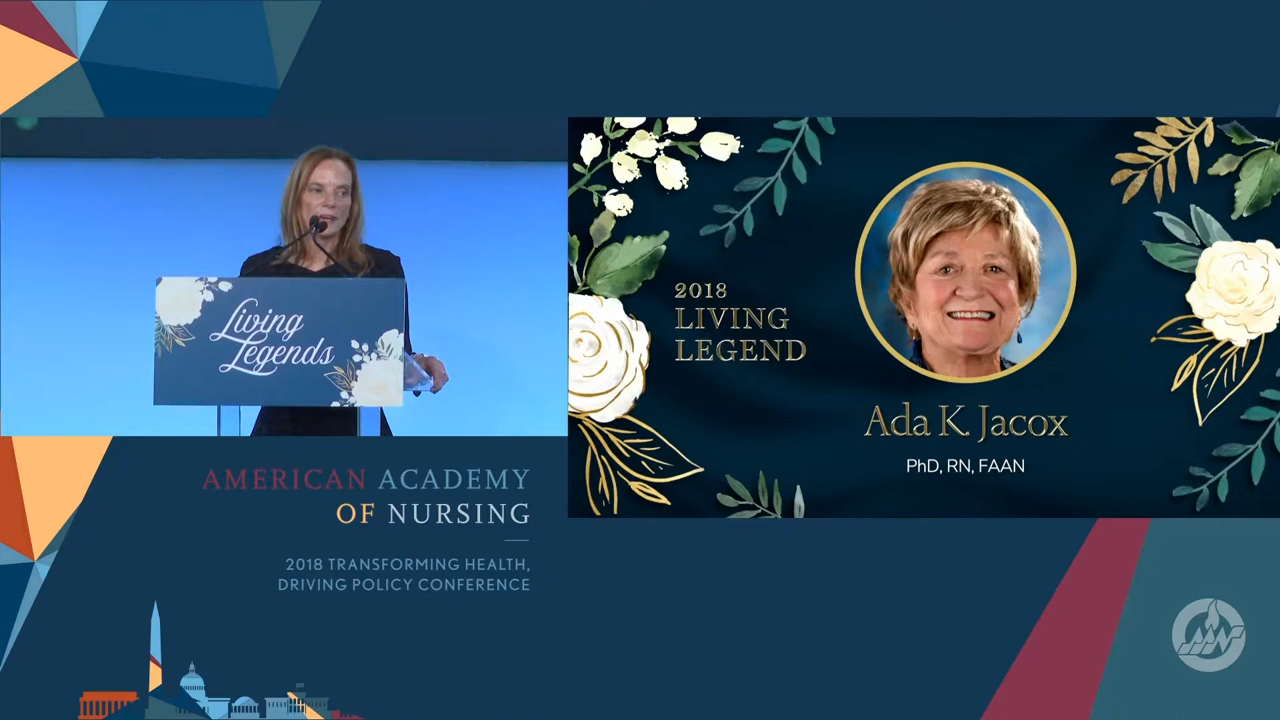 Living
Legends
2018
LIVING
LEGEND
Ada K. Jacox
PhD, RN, FAAN
AMERICAN ACADEMY
OF NURSING
2018 TRANSFORMING HEALTH,
DRIVING POLICY CONFERENCE